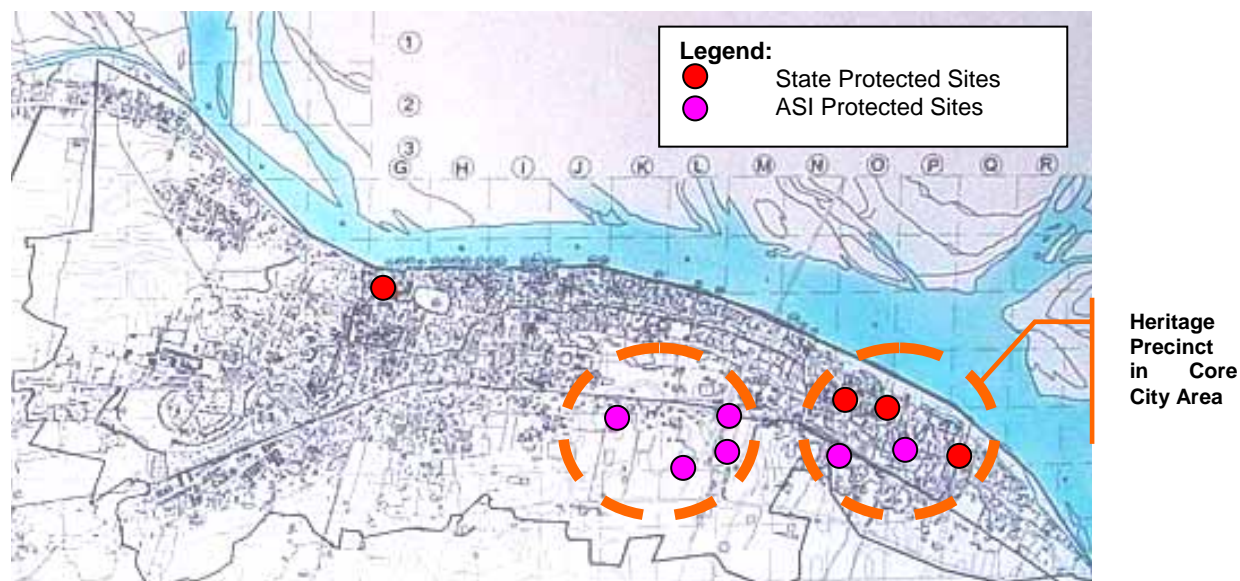 Legend:
State Protected Sites
ASI Protected Sites
1
2
3
G H I J K L M N O P Q R
Heritage
Precinct
in Core
City Area